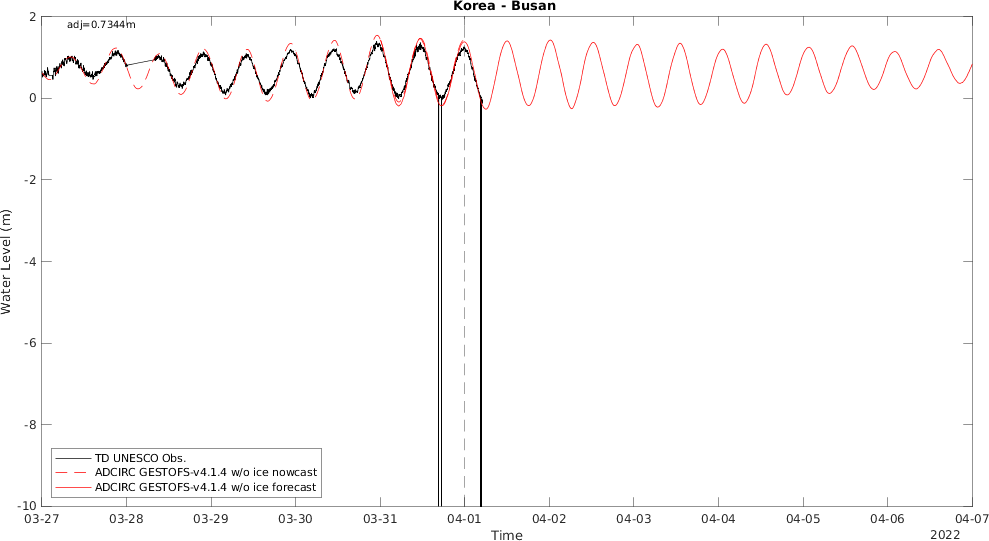 Korea - Busan
adj=0.7344m
2
0
-2
-4
-6
-8
-10
Water Level (m)
TD UNESCO Obs.
ADCIRC GESTOFS-v4.1.4 w/o ice nowcast
ADCIRC GESTOFS-v4.1.4 w/o ice forecast
03-27 03-28 03-29 03-30 03-31 04-01 04-02 04-03 04-04 04-05 04-06 04-07
Time
2022